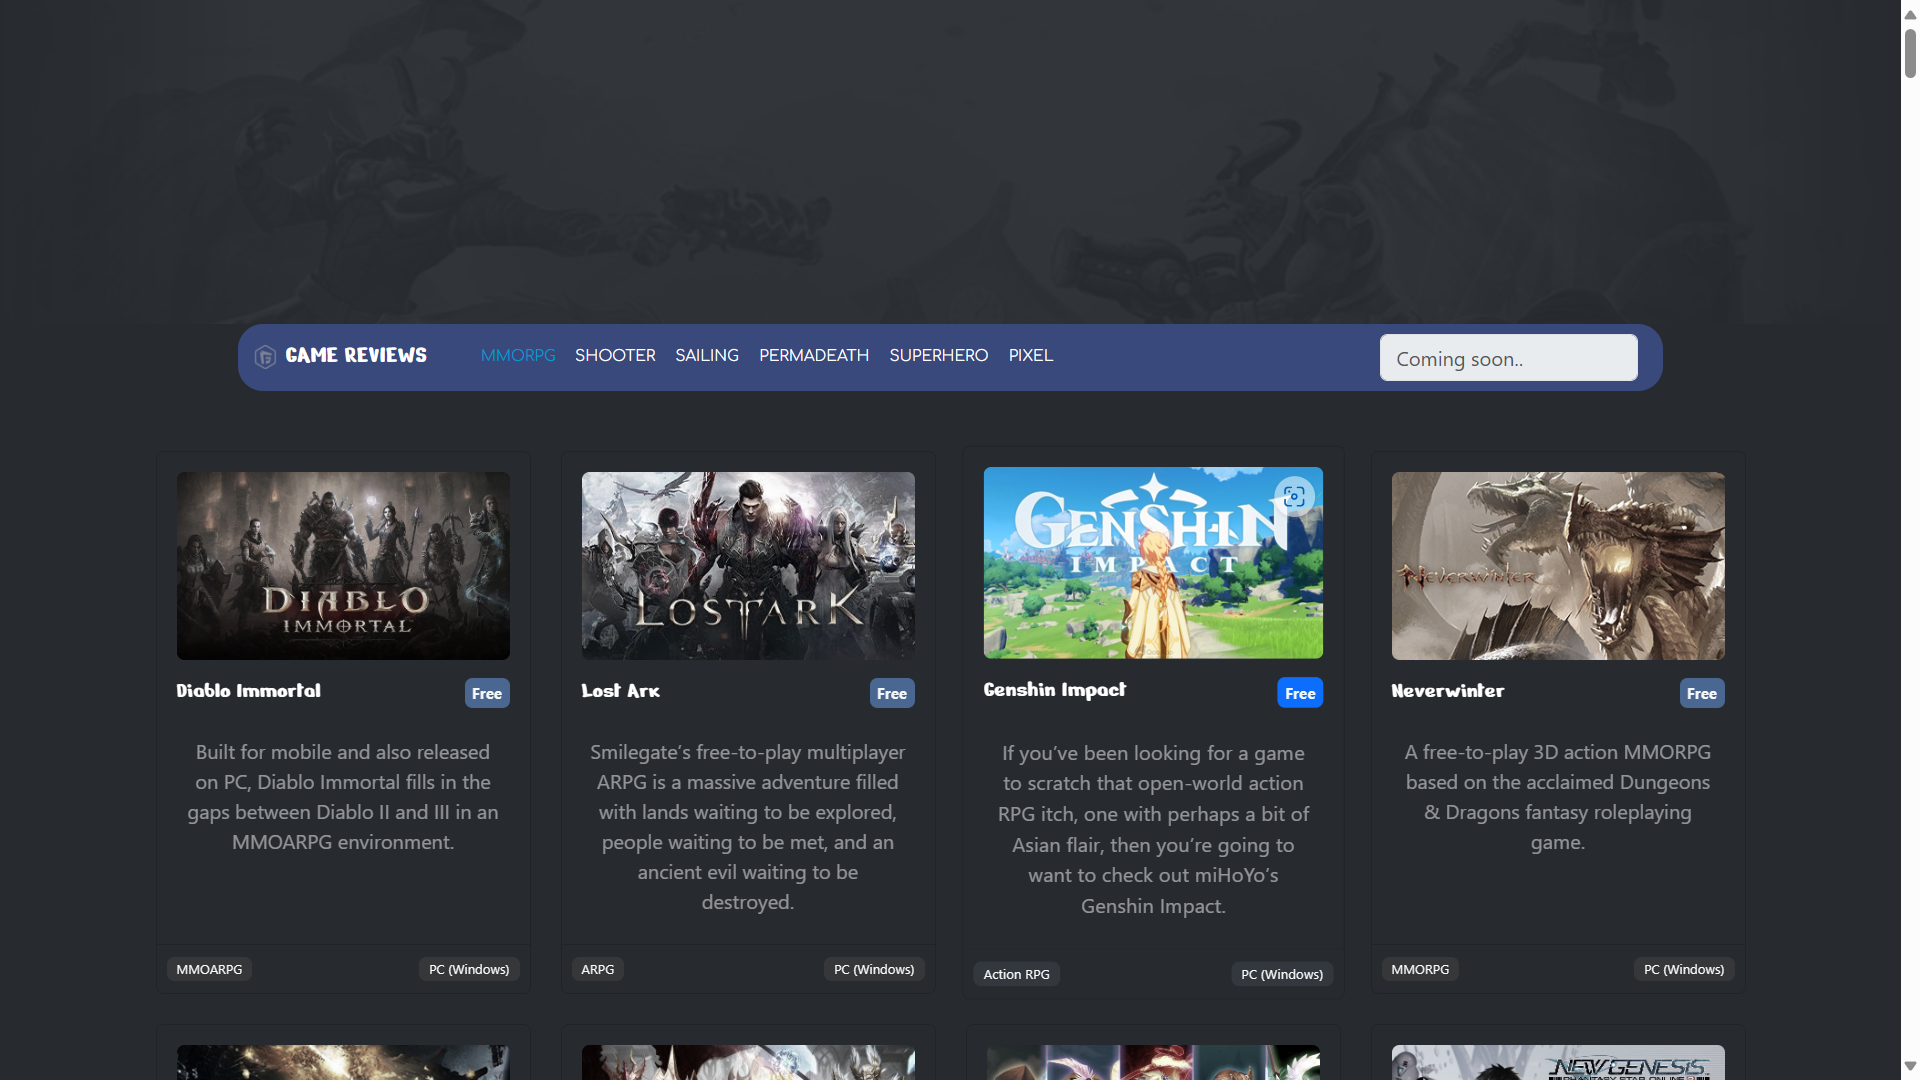 GAME REVIEWS
MMORPG SHOOTER SAILING PERMADEATH SUPERHERO PIXEL
Coming soon..
DIABLO
IMMORTAL
LOST ARK
GENSHIN
IMPACT
NEVERWINTER
Diablo Immortal
Free
Built for mobile and also released
on PC, Diablo Immortal fills in the
gaps between Diablo II and III in an
MMOARPG environment.
MMOARPG
PC (Windows)
Lost Ark
Free
Smilegate‘s free-to-play multiplayer
ARPG is a massive adventure filled
with lands waiting to be explored,
people waiting to be met, and an
ancient evil waiting to be
destroyed.
ARPG
PC (Windows)
Genshin Impact
Free
If you’ve been looking for a game
to scratch that open-world action
RPG itch, one with perhaps a bit of
Asian flair, then you’re going to
want to check out miHoYo‘s
Genshin Impact.
Action RPG
PC (Windows)
Neverwinter
Free
A free-to-play 3D action MMORPG
based on the acclaimed Dungeons
& Dragons fantasy roleplaying
game.
MMORPG
PC (Windows)
NEW GENESIS
PHANTASY STAR ONLINE 2